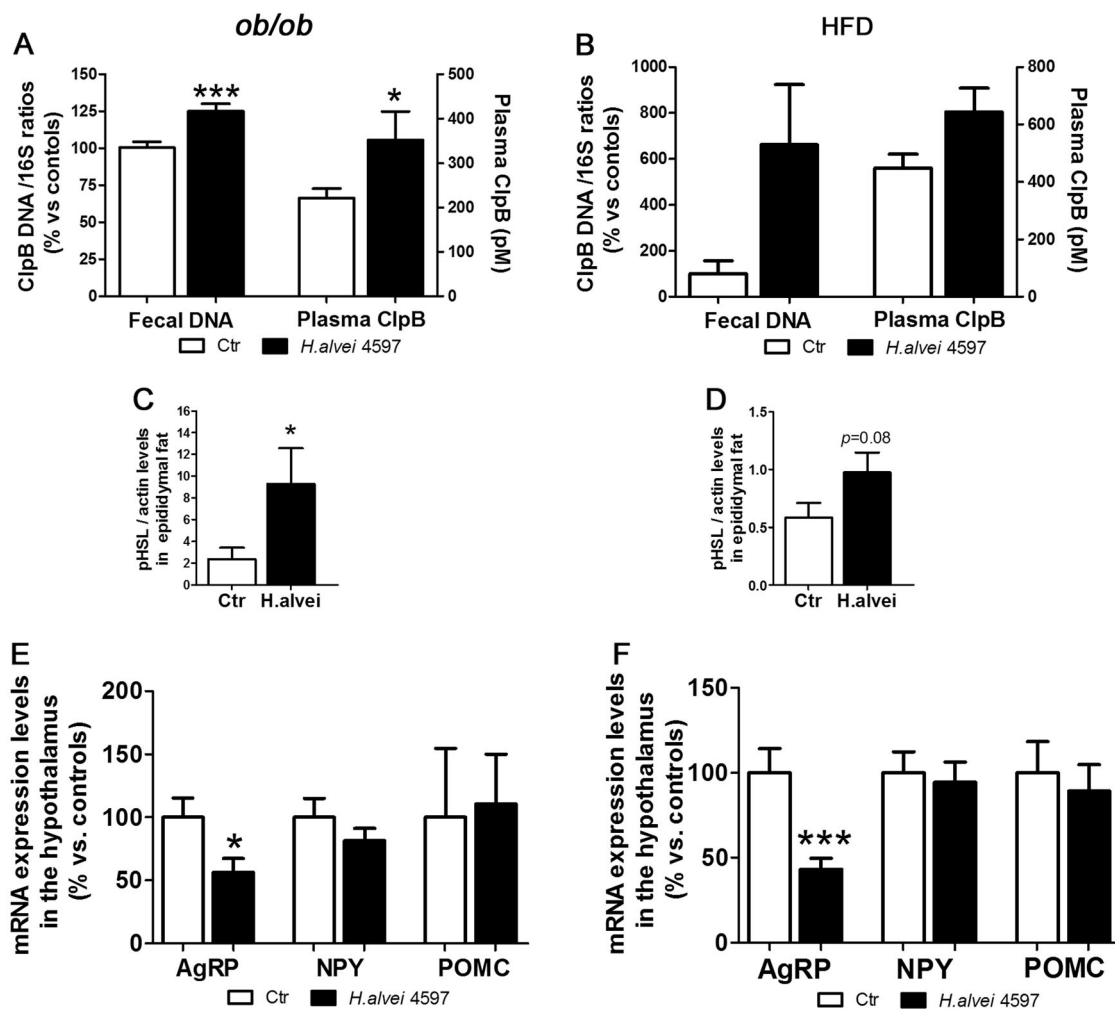 ob/ob
HFD
A
ClpB DNA /16S ratios
(% vs contols)
150
125
100
75
50
25
0
***
*
500
400
300
200
100
0
Plasma ClpB (pM)
Fecal DNA
Plasma ClpB
Ctr
H.alvei 4597
B
ClpB DNA /16S ratios
(% vs contols)
1000
800
600
400
200
0
800
600
400
200
0
Plasma ClpB (pM)
Fecal DNA
Plasma ClpB
Ctr
H.alvei 4597
C
pHSL / actin levels
in epididymal fat
16
14
12
10
8
6
4
2
0
*
Ctr
H.alvei
D
pHSL / actin levels
in epididymal fat
1.5
1.0
0.5
0.0
p=0.08
Ctr
H.alvei
E
mRNA expression levels
in the hypothalamus
(% vs. controls)
200
150
100
50
0
*
AgRP
NPY
POMC
Ctr
H.alvei 4597
F
mRNA expression levels
in the hypothalamus
(% vs. controls)
150
100
50
0
***
AgRP
NPY
POMC
Ctr
H.alvei 4597